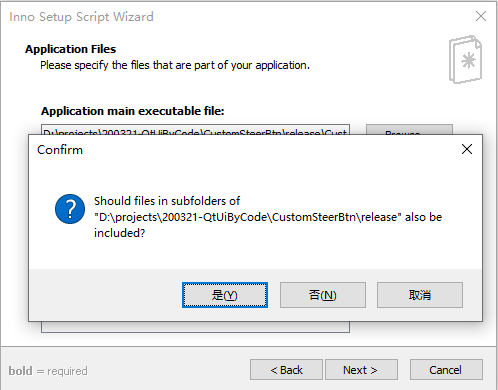 Inno Setup Script Wizard
Application Files
Please specify the files that are part of your application.
Application main executable file:
D:\projects\200321-QtUiByCode\CustomSteerBtn\release\Cust
Browse...
Confirm
Should files in subfolders of
"D:\projects\200321-QtUiByCode\CustomSteerBtn\release" also be
included?
是(Y) 否(N) 取消
bold = required
< Back Next > Cancel